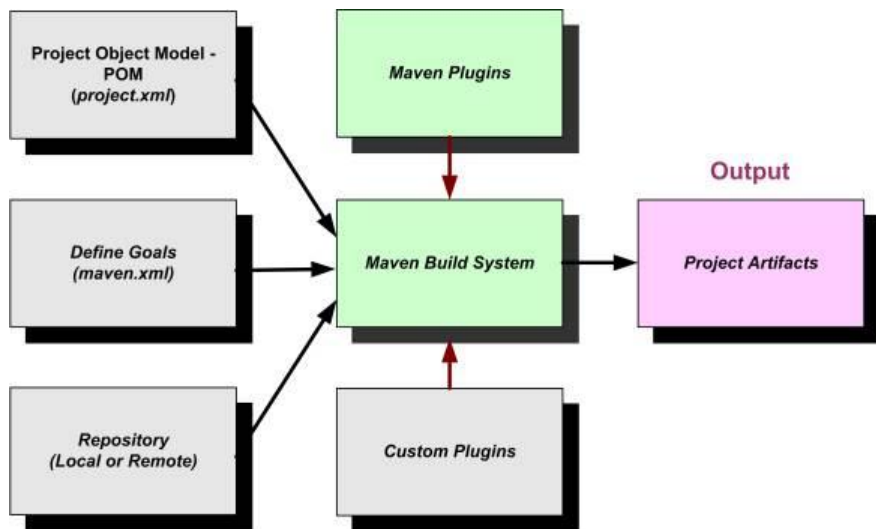 Project Object Model -
POM
(project.xml)
Maven Plugins
Output
Define Goals
(maven.xml)
Maven Build System
Project Artifacts
Repository
(Local or Remote)
Custom Plugins